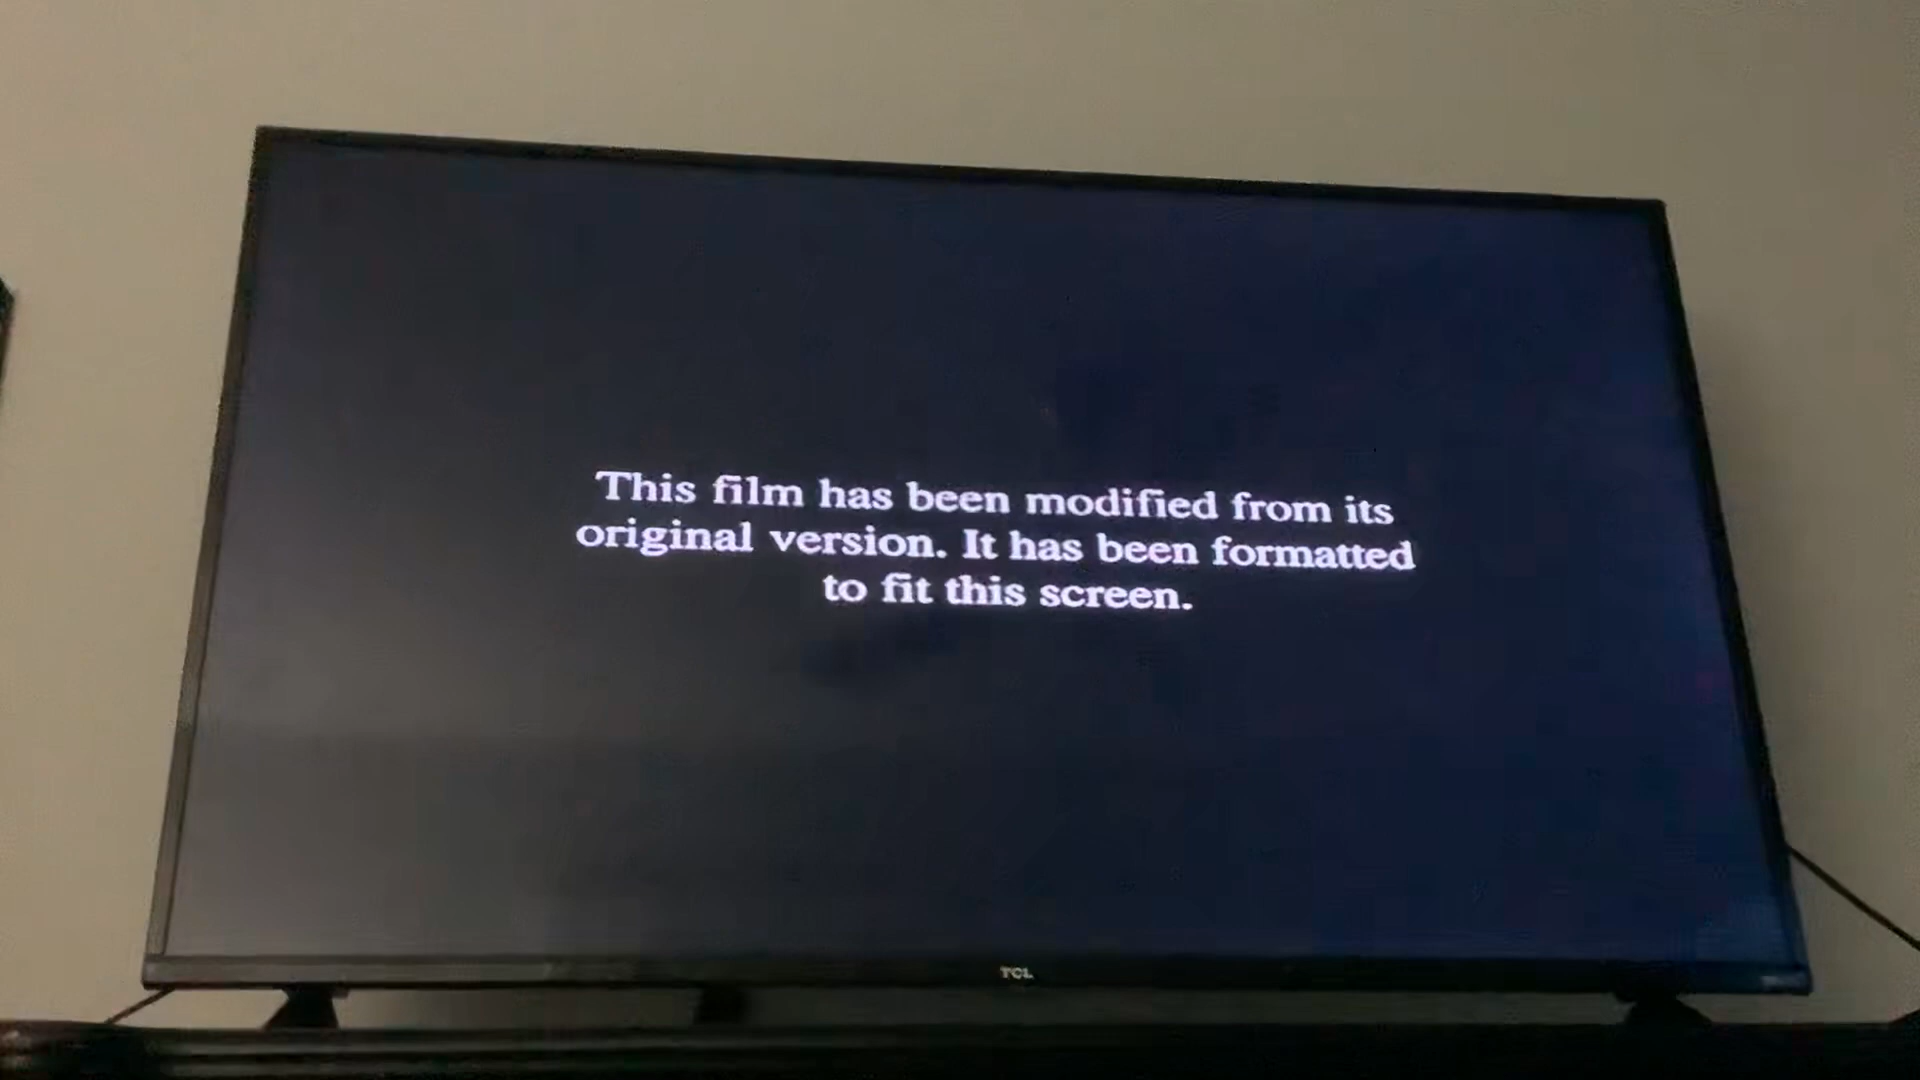 This film has been modified from its
original version. It has been formatted
to fit this screen.
TCL